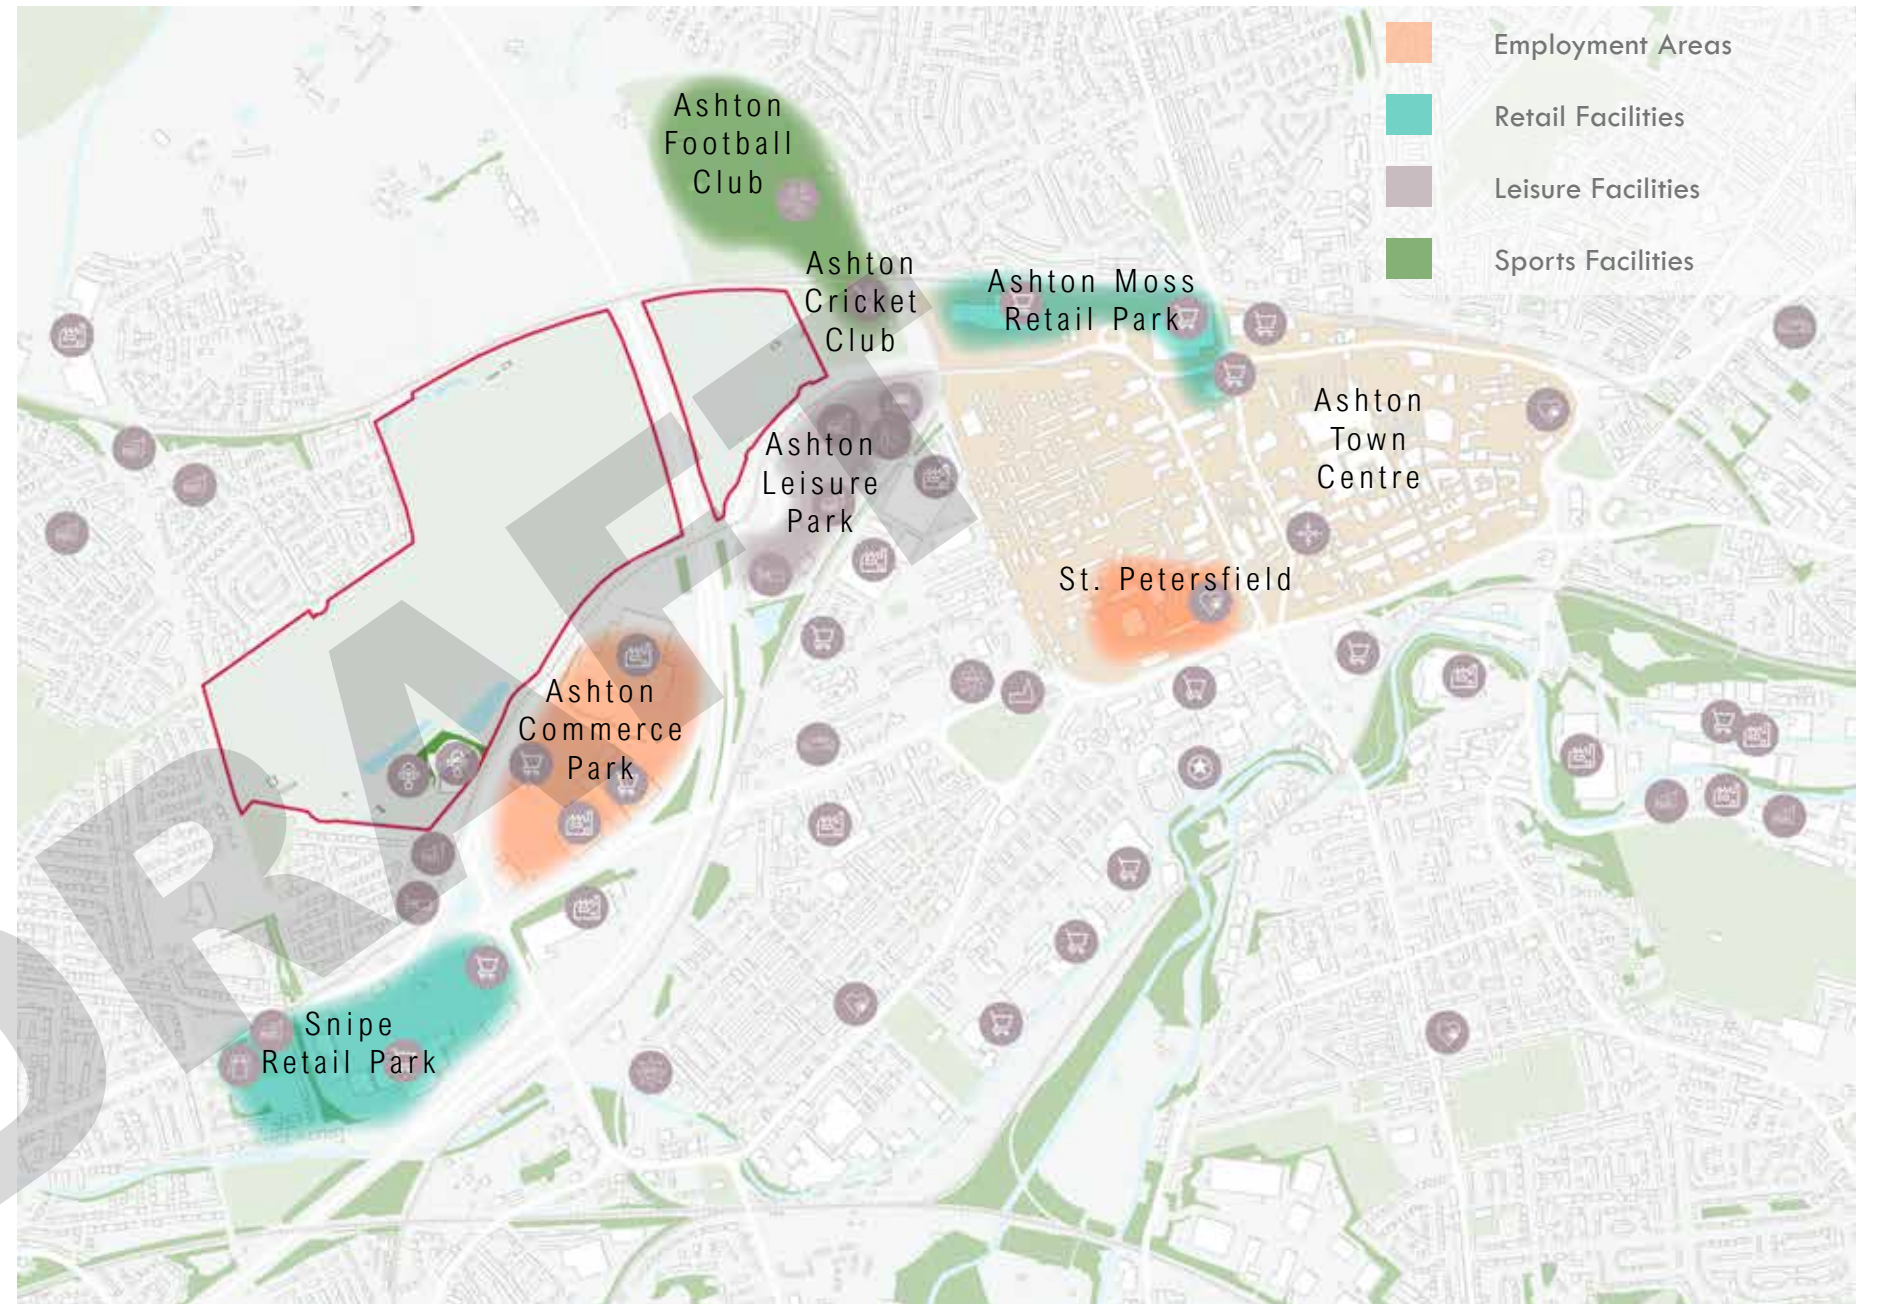 Employment Areas
Retail Facilities
Leisure Facilities
Sports Facilities
Ashton
Football
Club
Ashton
Cricket
Club
Ashton Moss
Retail Park
Ashton
Town
Centre
Ashton
Leisure
Park
St. Petersfield
Ashton
Commerce
Park
Snipe
Retail Park
DRAFT